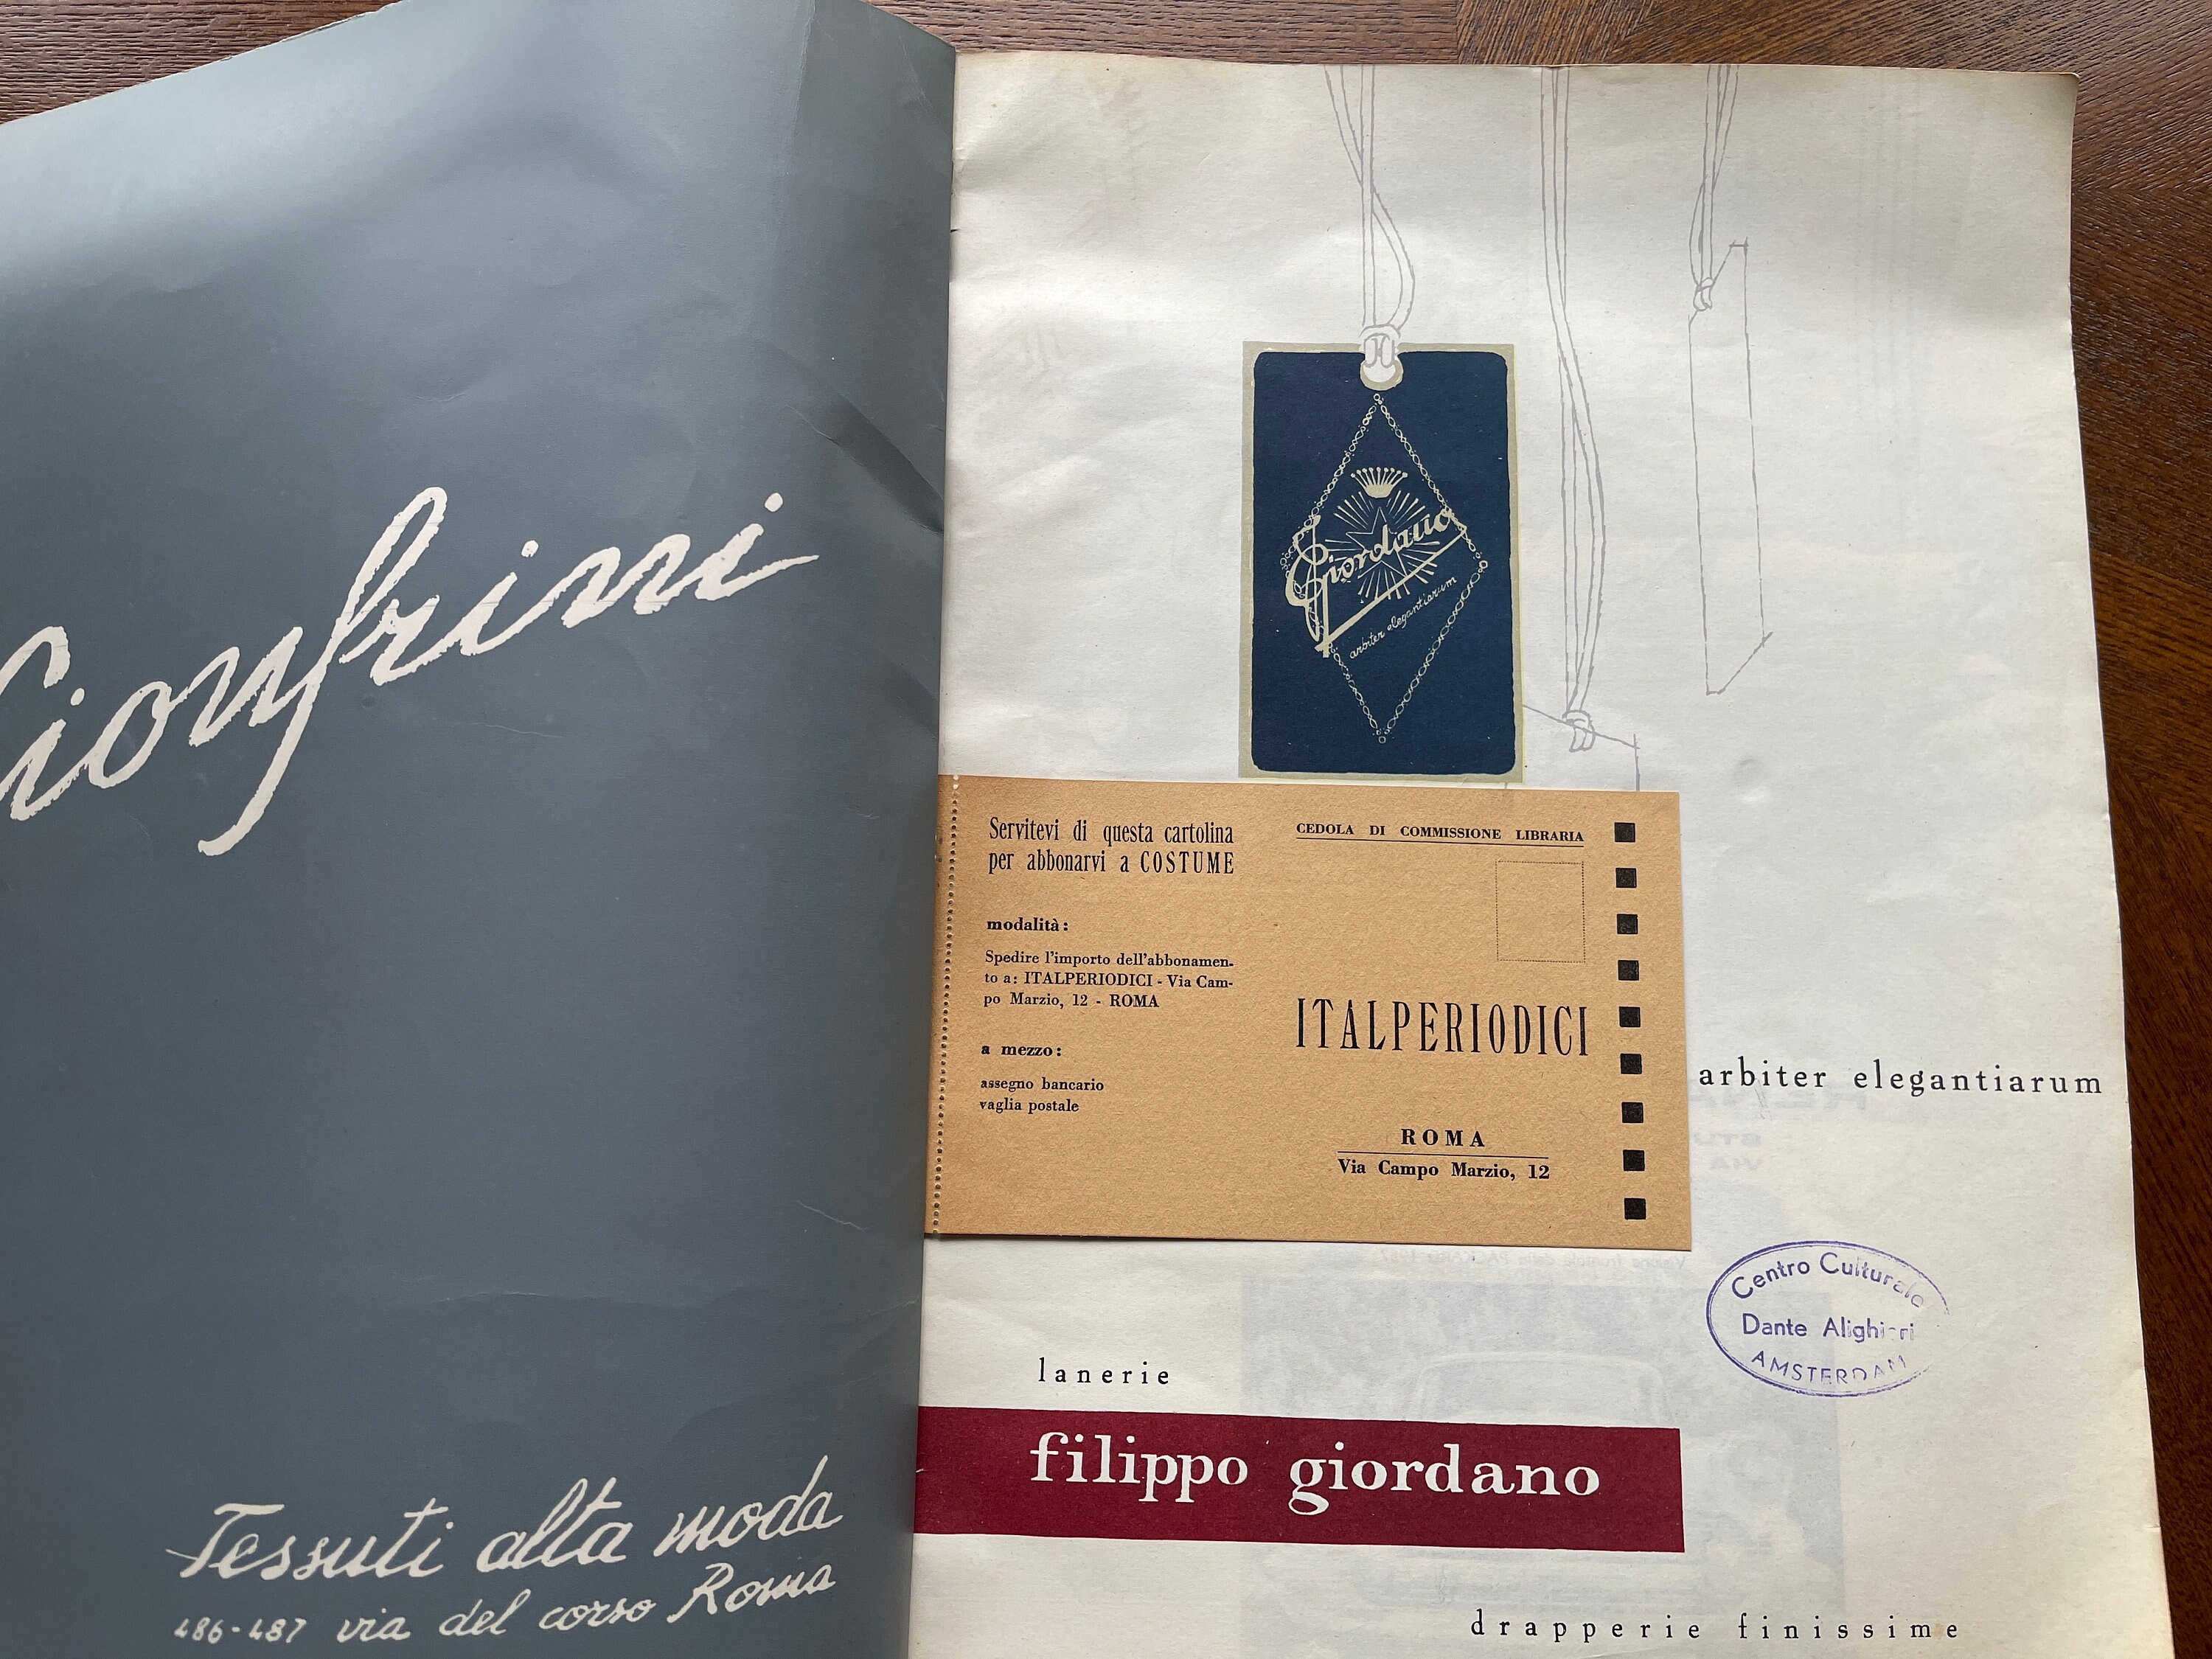 Tessuti alta moda
486-487 via del corso Roma
Giordano
arbiter elegantiarum
Servitevi di questa cartolina
per abbonarvi a COSTUME
modalità:
Spedire l'importo dell'abbonamen-
to a: ITALPERIODICI - Via Cam-
po Marzio, 12 - ROMA
a mezzo:
assegno bancario
vaglia postale
CEDOLA DI COMMISSIONE LIBRARIA
ITALPERIODICI
ROMA
Via Campo Marzio, 12
arbiter elegantiarum
Centro Culturale
Dante Alighieri
AMSTERDAM
lanerie
filippo giordano
drapperie finissime